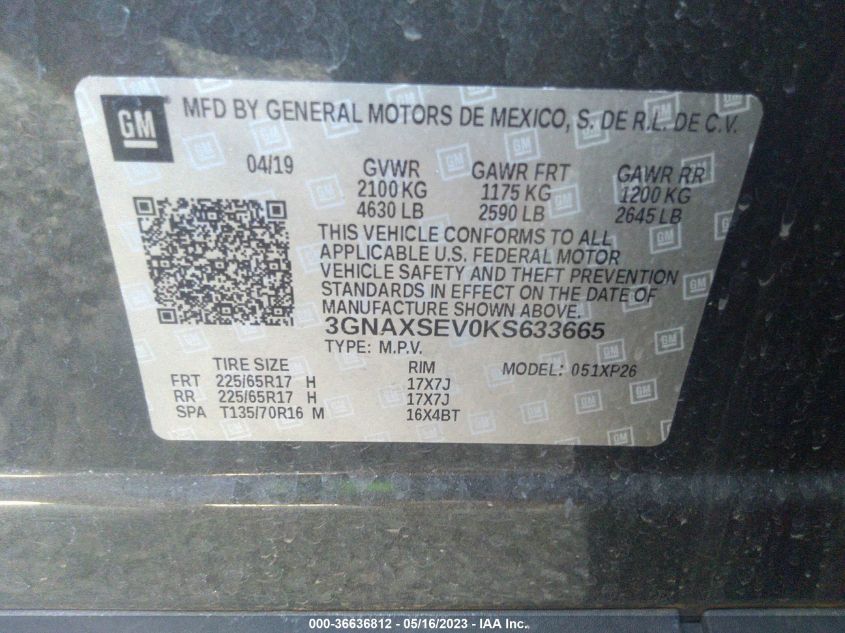 GM MFD BY GENERAL MOTORS DE MEXICO, S. DE R.L. DE C.V.
04/19 GVWR GAWR FRT GAWR RR
2100 KG 1175 KG 1200 KG
4630 LB 2590 LB 2645 LB
THIS VEHICLE CONFORMS TO ALL
APPLICABLE U.S. FEDERAL MOTOR
VEHICLE SAFETY AND THEFT PREVENTION
STANDARDS IN EFFECT ON THE DATE OF
MANUFACTURE SHOWN ABOVE.
3GNAXSEV0KS633665
TYPE: M.P.V.
TIRE SIZE RIM MODEL: 051XP26
FRT 225/65R17 H 17X7J
RR 225/65R17 H 17X7J
SPA T135/70R16 M 16X4BT
000-36636812 - 05/16/2023 - IAA Inc.